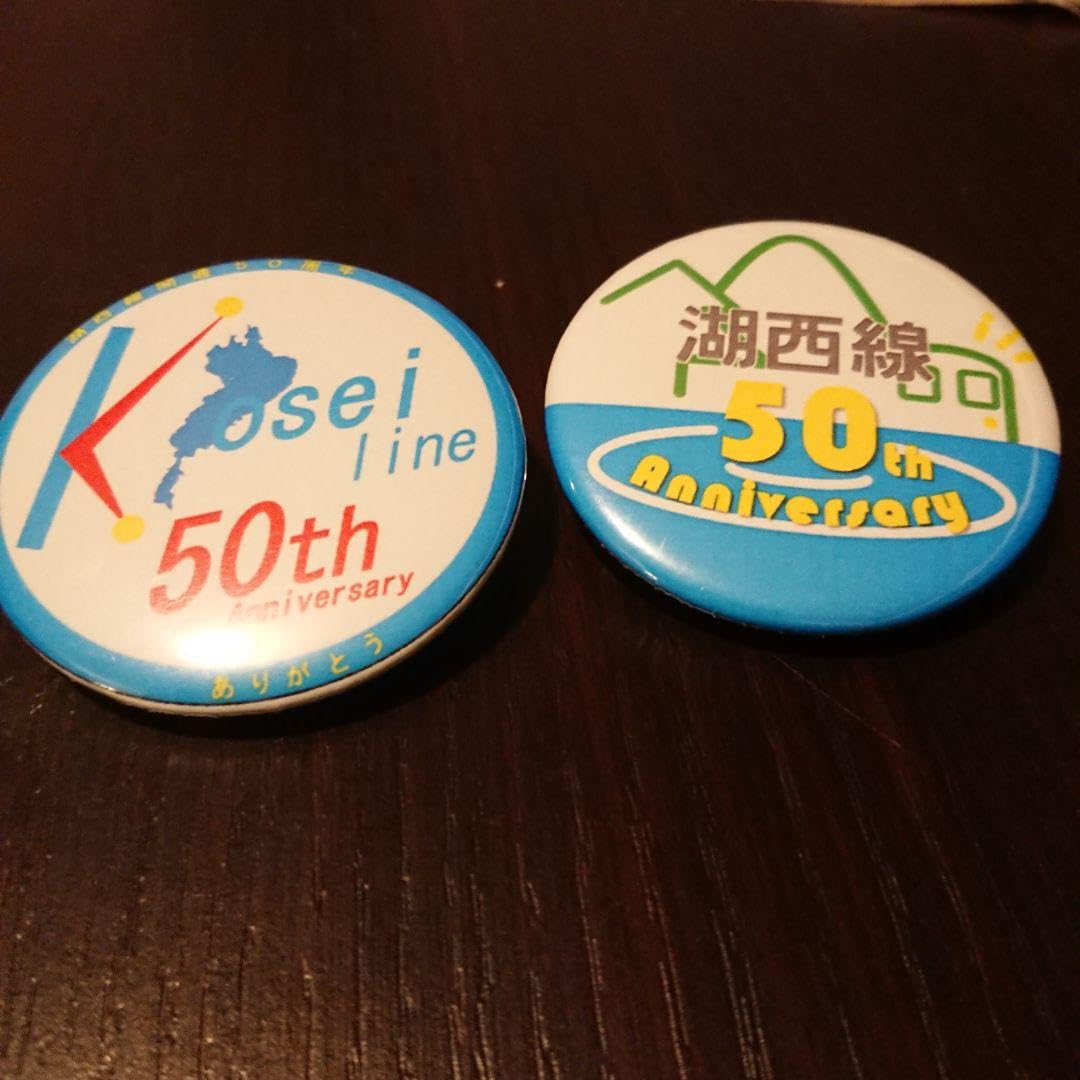 湖西線開通50周年
Kosei
line
50th
Anniversary
ありがとう
湖西線
50th
Anniversary